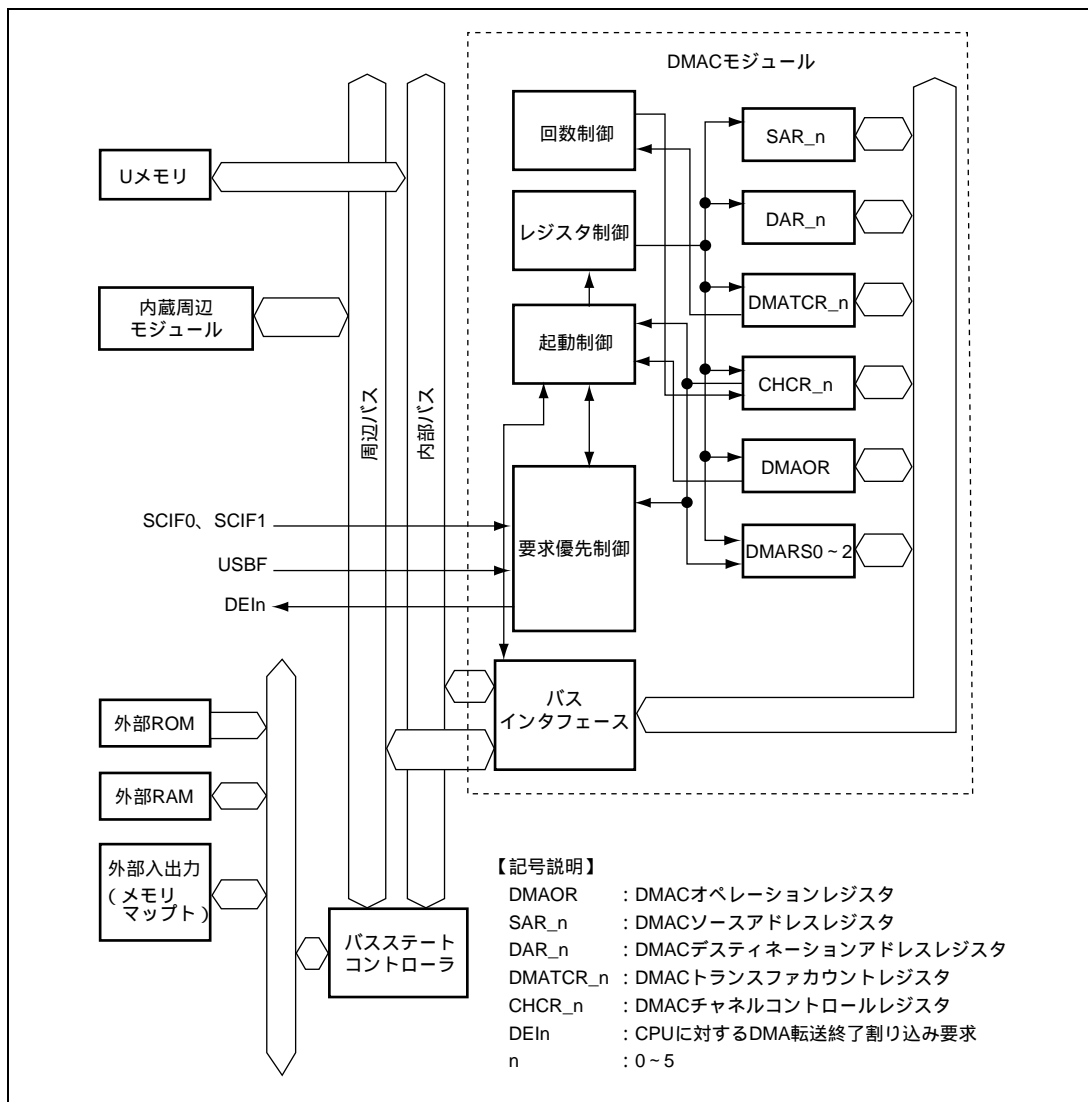 DMACモジュール
回数制御
SAR_n
Uメモリ
DAR_n
レジスタ制御
内蔵周辺
モジュール
DMATCR_n
起動制御
CHCR_n
周辺バス
内部バス
DMAOR
SCIF0、SCIF1
要求優先制御
DMARS0~2
USBF
DEIn
バス
インタフェース
外部ROM
外部RAM
外部入出力
(メモリ
マップト)
バスステート
コントローラ
【記号説明】
DMAOR :DMACオペレーションレジスタ
SAR_n :DMACソースアドレスレジスタ
DAR_n :DMACデスティネーションアドレスレジスタ
DMATCR_n :DMACトランスファカウントレジスタ
CHCR_n :DMACチャネルコントロールレジスタ
DEIn :CPUに対するDMA転送終了割り込み要求
n :0~5